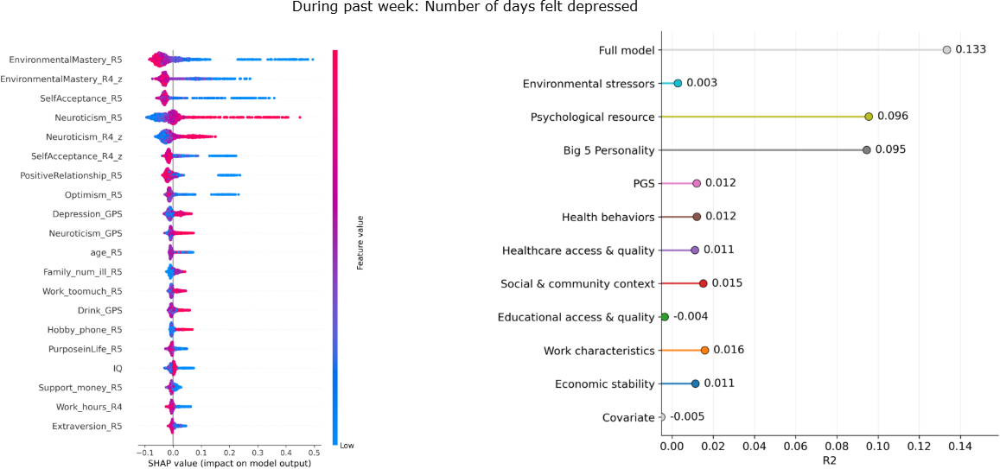 During past week: Number of days felt depressed
EnvironmentalMastery_R5
EnvironmentalMastery_R4_z
SelfAcceptance_R5
Neuroticism_R5
Neuroticism_R4_z
SelfAcceptance_R4_z
PositiveRelationship_R5
Optimism_R5
Depression_GPS
Neuroticism_GPS
age_R5
Family_num_ill_R5
Work_toomuch_R5
Drink_GPS
Hobby_phone_R5
PurposeinLife_R5
IQ
Support_money_R5
Work_hours_R4
Extraversion_R5
−0.1 0.0 0.1 0.2 0.3 0.4 0.5
SHAP value (impact on model output)
Low
Feature value
Full model 0.133
Environmental stressors 0.003
Psychological resource 0.096
Big 5 Personality 0.095
PGS 0.012
Health behaviors 0.012
Healthcare access & quality 0.011
Social & community context 0.015
Educational access & quality -0.004
Work characteristics 0.016
Economic stability 0.011
Covariate -0.005
0.00 0.02 0.04 0.06 0.08 0.10 0.12 0.14
R2